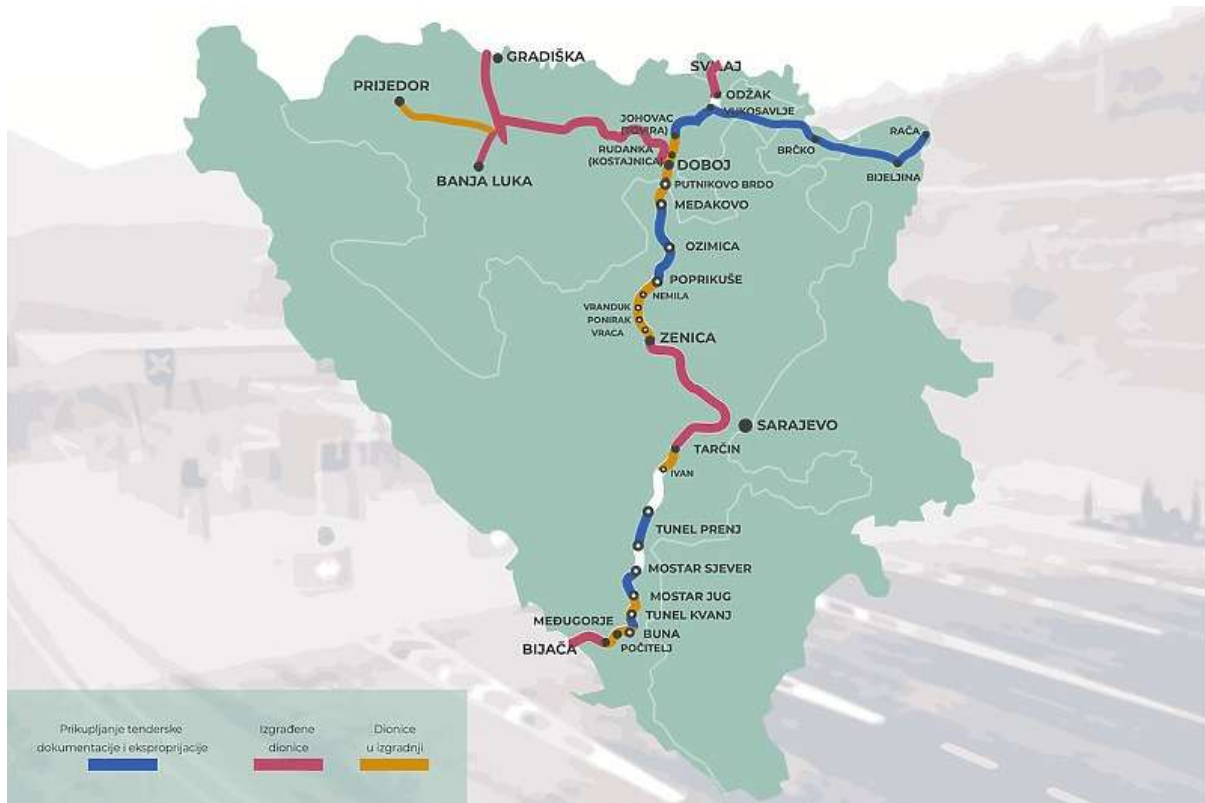 GRADIŠKA
SVILAJ
PRIJEDOR
ODŽAK
VUKOSAVLJE
JOHOVAC
(TOVIRA)
RAČA
RUDANKA
(KOSTAJNICA)
BRČKO
DOBOJ
BIJELJINA
BANJA LUKA
PUTNIKOVO BRDO
MEDAKOVO
OZIMICA
POPRIKUŠE
NEMILA
VRANDUK
PONIRAK
VRACA
ZENICA
SARAJEVO
TARČIN
IVAN
TUNEL PRENJ
MOSTAR SJEVER
MOSTAR JUG
TUNEL KVANJ
MEĐUGORJE
BUNA
BIJAČA
POČITELJ
Prikupljanje tenderske
dokumentacije i eksproprijacije
Izgrađene
dionice
Dionice
u izgradnji